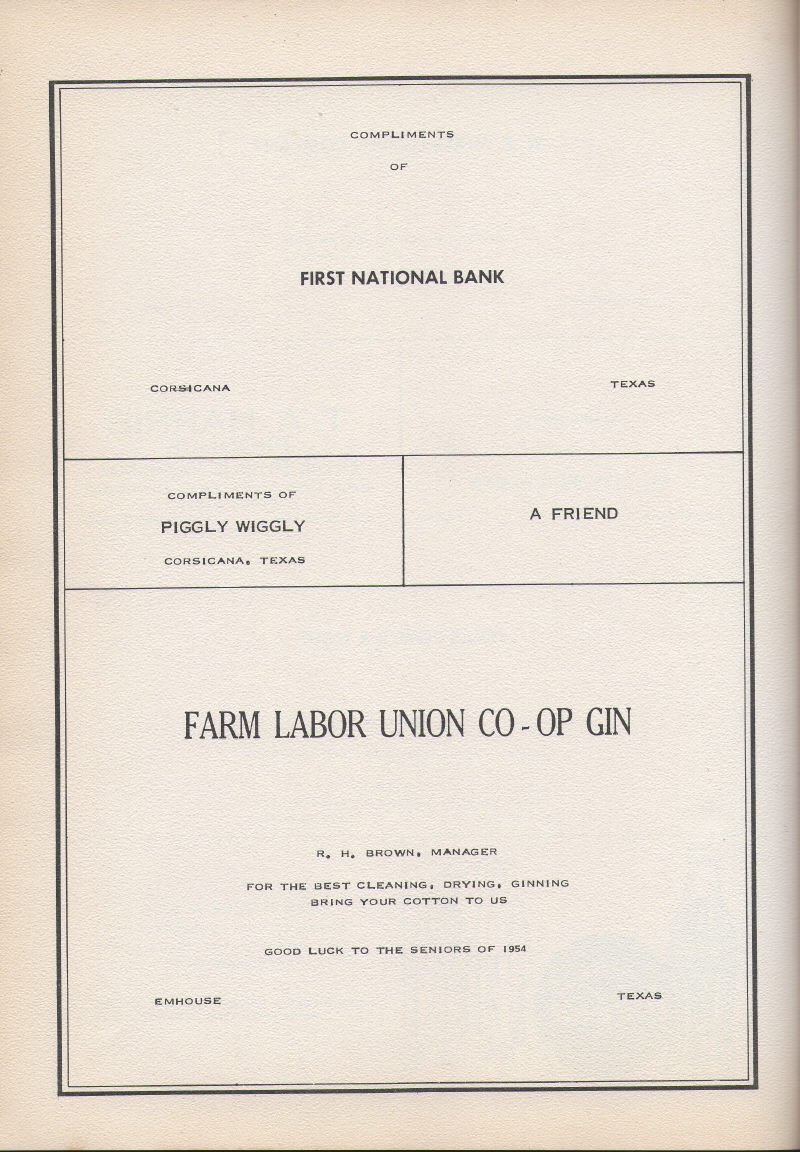 COMPLIMENTS
OF
FIRST NATIONAL BANK
CORSICANA TEXAS
COMPLIMENTS OF
PIGGLY WIGGLY
CORSICANA, TEXAS
A FRIEND
FARM LABOR UNION CO-OP GIN
R. H. BROWN, MANAGER
FOR THE BEST CLEANING, DRYING, GINNING
BRING YOUR COTTON TO US
GOOD LUCK TO THE SENIORS OF 1954
EMHOUSE TEXAS